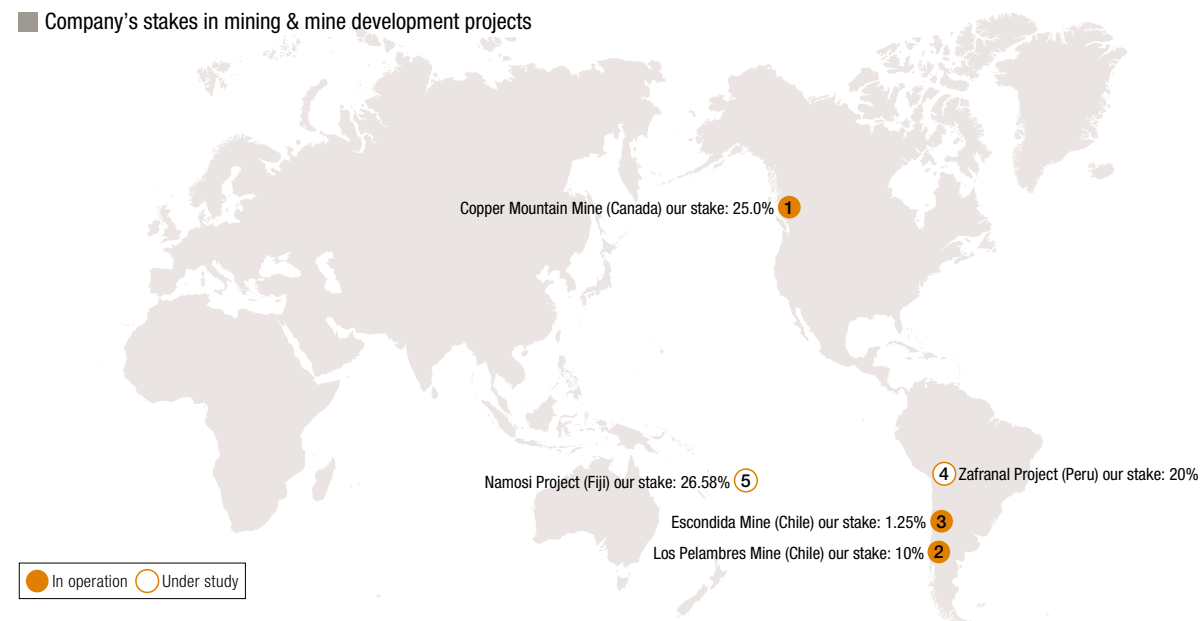 Company's stakes in mining & mine development projects
Copper Mountain Mine (Canada) our stake: 25.0% 1
Namosi Project (Fiji) our stake: 26.58% 5
4 Zafranal Project (Peru) our stake: 20%
Escondida Mine (Chile) our stake: 1.25% 3
Los Pelambres Mine (Chile) our stake: 10% 2
In operation Under study